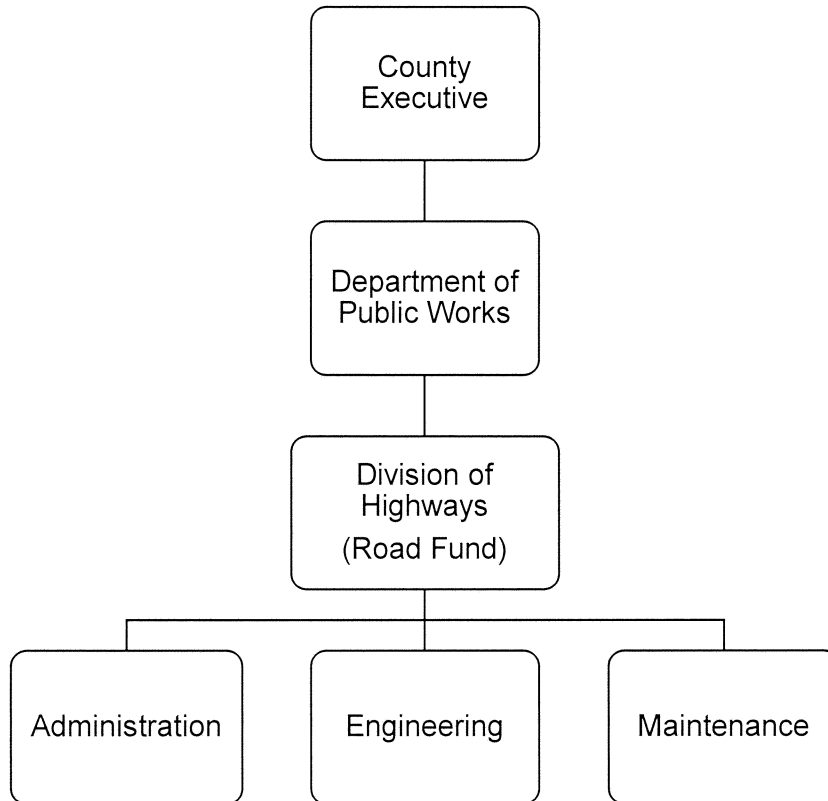 County
Executive
Department of
Public Works
Division of
Highways
(Road Fund)
Administration
Engineering
Maintenance